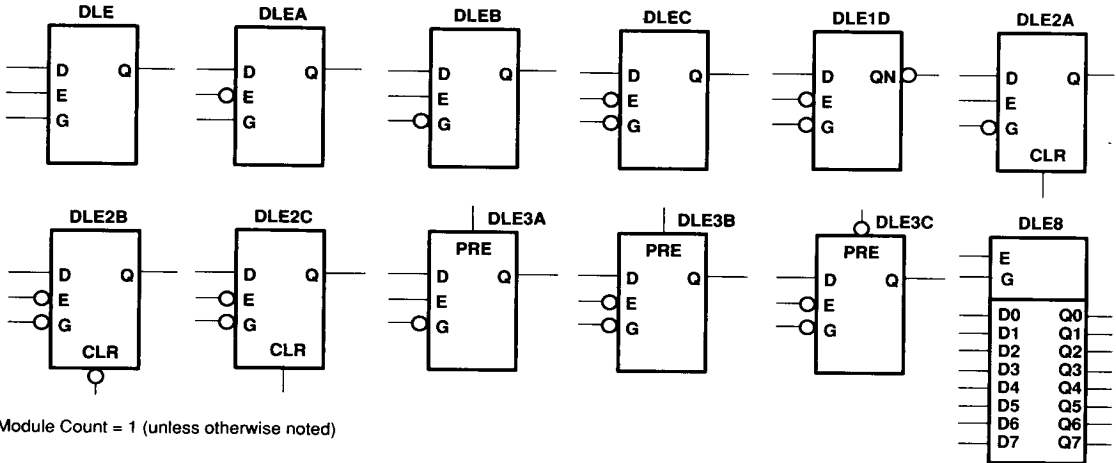 DLE DLEA DLEB DLEC DLE1D DLE2A
D Q D Q D Q D Q D QN D Q
E E E E E E
G G G G G G
CLR
DLE2B DLE2C DLE3A DLE3B DLE3C DLE8
PRE PRE PRE
D Q D Q D Q D Q D Q E
E E E E E G
G G G G G
CLR CLR
D0 Q0
D1 Q1
D2 Q2
D3 Q3
D4 Q4
D5 Q5
D6 Q6
D7 Q7
Module Count = 1 (unless otherwise noted)